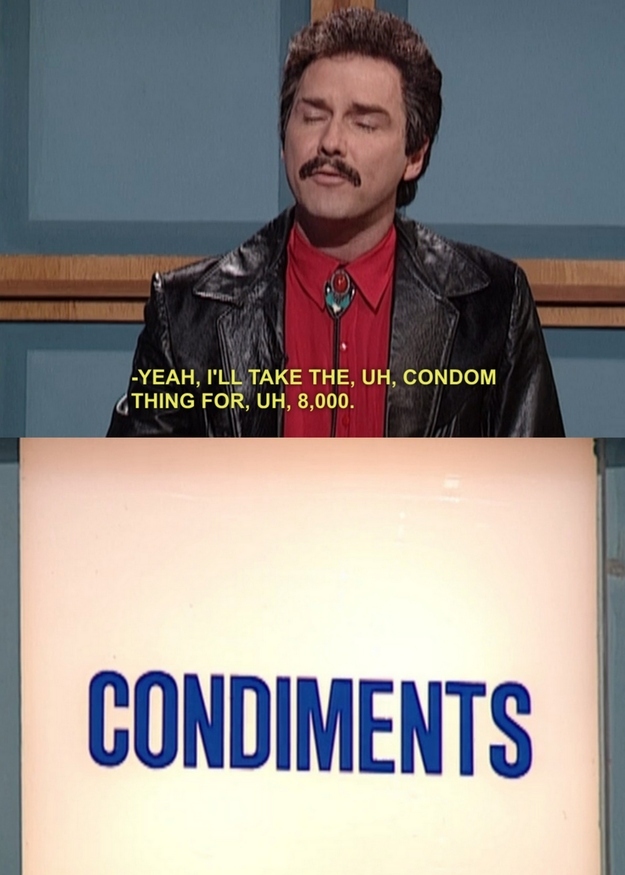 -YEAH, I'LL TAKE THE, UH, CONDOM
THING FOR, UH, 8,000.
CONDIMENTS